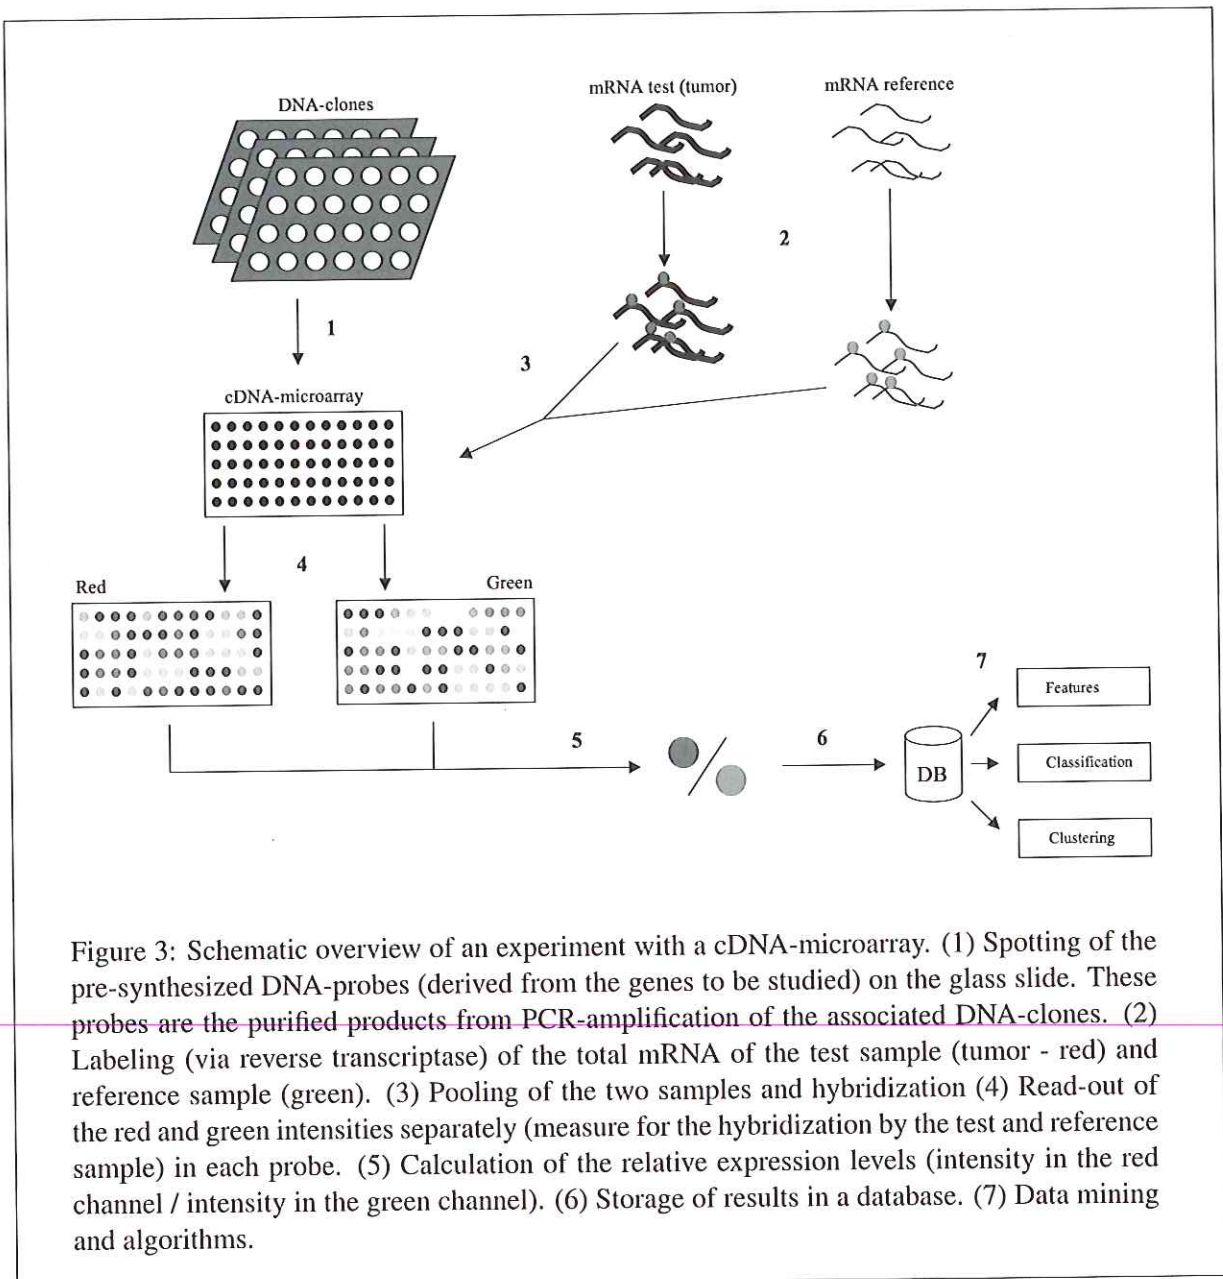 DNA-clones
mRNA test (tumor)
mRNA reference
2
1
3
cDNA-microarray
4
Red
Green
7
Features
5
6
DB
Classification
Clustering
Figure 3: Schematic overview of an experiment with a cDNA-microarray. (1) Spotting of the
pre-synthesized DNA-probes (derived from the genes to be studied) on the glass slide. These
probes are the purified products from PCR-amplification of the associated DNA-clones. (2)
Labeling (via reverse transcriptase) of the total mRNA of the test sample (tumor - red) and
reference sample (green). (3) Pooling of the two samples and hybridization (4) Read-out of
the red and green intensities separately (measure for the hybridization by the test and reference
sample) in each probe. (5) Calculation of the relative expression levels (intensity in the red
channel / intensity in the green channel). (6) Storage of results in a database. (7) Data mining
and algorithms.